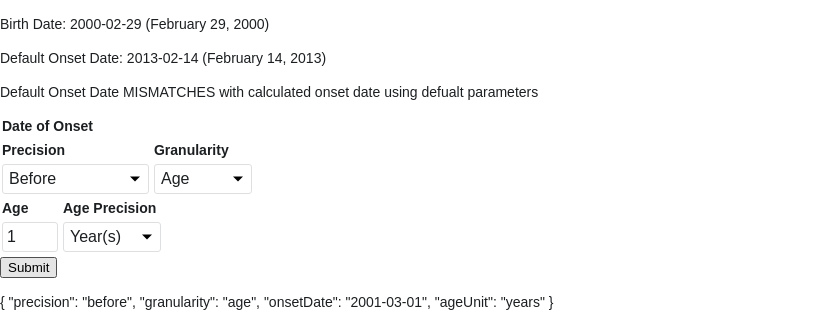 Birth Date: 2000-02-29 (February 29, 2000)
Default Onset Date: 2013-02-14 (February 14, 2013)
Default Onset Date MISMATCHES with calculated onset date using defualt parameters
Date of Onset
Precision Granularity
Before Age
Age Age Precision
1 Year(s)
Submit
{ "precision": "before", "granularity": "age", "onsetDate": "2001-03-01", "ageUnit": "years" }